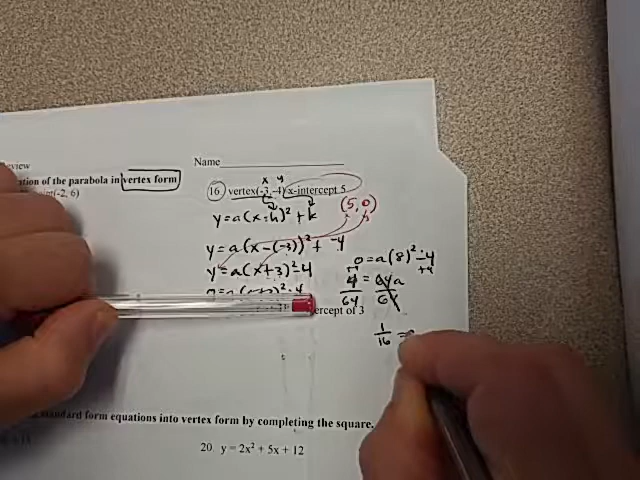 eview
Name
ation of the parabola in vertex form
(-2, 6)
x y
16. vertex(-3, -4) x-intercept 5
y = a(x-h)² + k
(5, 0)
y = a(x-(-3))² + -4
y = a(x+3)² - 4
0 = a(8)² - 4
+4 +4
4 = 64a
64 64
ercept of 3
1/16 =
standard form equations into vertex form by completing the square.
20. y = 2x² + 5x + 12